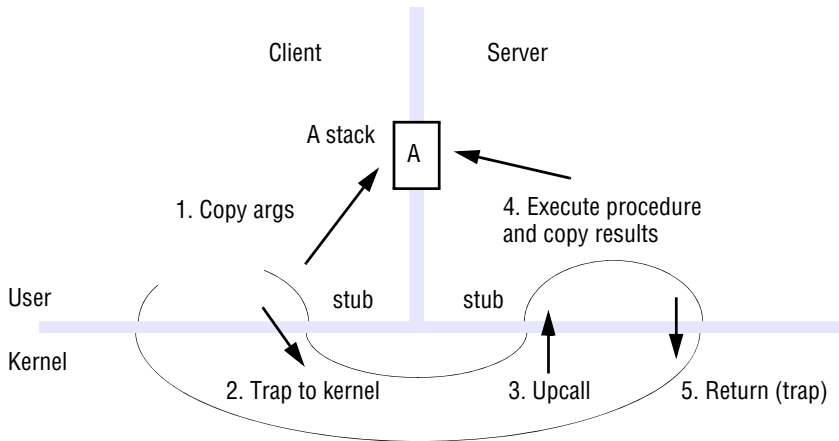 Client
Server
A stack
A
1. Copy args
4. Execute procedure
and copy results
User
stub
stub
Kernel
2. Trap to kernel
3. Upcall
5. Return (trap)